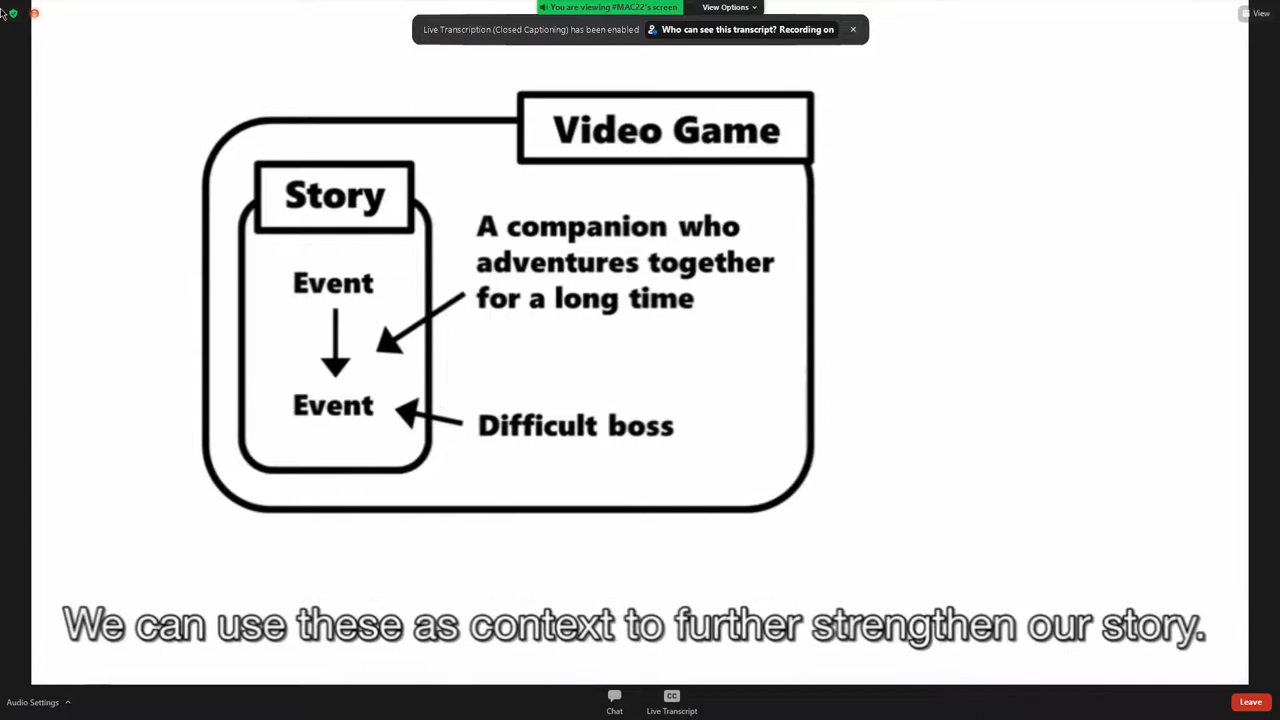 You are viewing #MAC22's screen
View Options
View
Live Transcription (Closed Captioning) has been enabled
Who can see this transcript? Recording on
Video Game
Story
A companion who
adventures together
for a long time
Event
Event
Difficult boss
We can use these as context to further strengthen our story.
Audio Settings
Chat
CC
Live Transcript
Leave